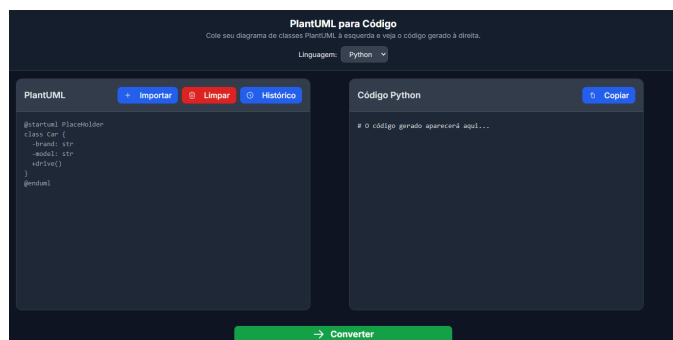 PlantUML para Código
Cole seu diagrama de classes PlantUML à esquerda e veja o código gerado à direita.
Linguagem: Python
PlantUML
+ Importar
Limpar
Histórico
@startuml PlaceHolder
class Car {
  -brand: str
  -model: str
  +drive()
}
@enduml
Código Python
Copiar
# O código gerado aparecerá aqui...
→ Converter